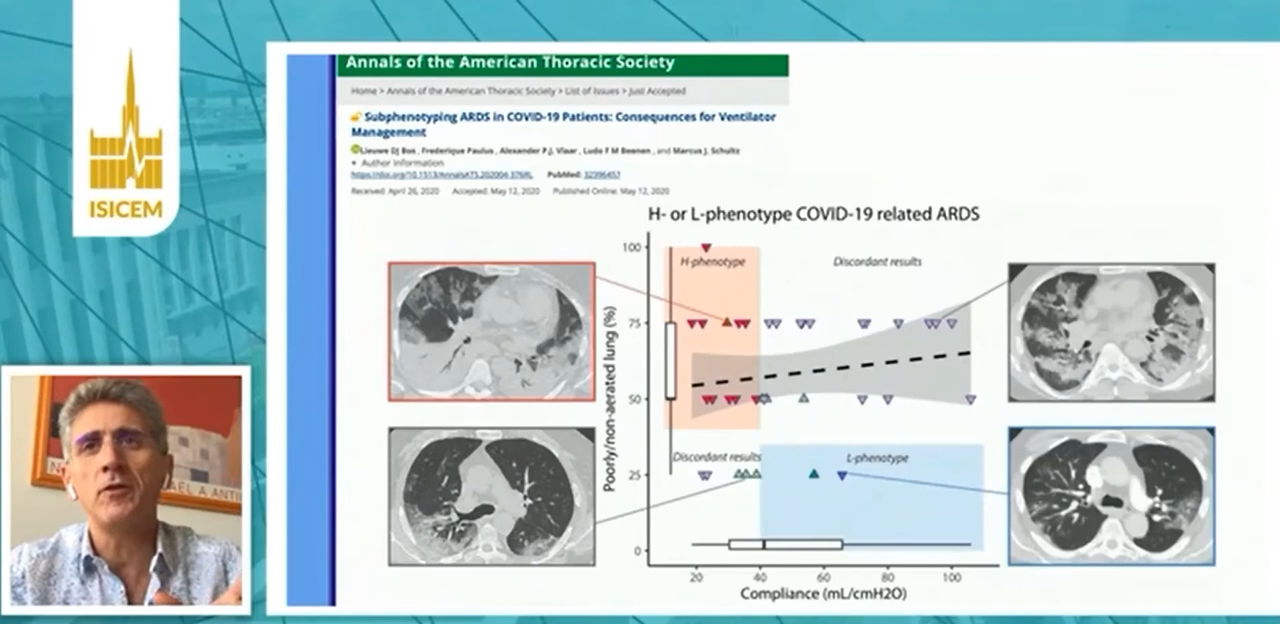 ISICEM
Annals of the American Thoracic Society
Home > Annals of the American Thoracic Society > List of Issues > Just Accepted
Subphenotyping ARDS in COVID-19 Patients: Consequences for Ventilator
Management
Lieuwe DJ Bos , Frederique Paulus , Alexander P.J. Vlaar , Ludo F M Beenen , and Marcus J. Schultz
+ Author Information
https://doi.org/10.1513/AnnalsATS.202004-376RL PubMed: 32396457
Received: April 26, 2020 Accepted: May 12, 2020 Published Online: May 12, 2020
H- or L-phenotype COVID-19 related ARDS
Poorly/non-aerated lung (%)
100
75
50
25
0
H-phenotype
Discordant results
Discordant results
L-phenotype
20 40 60 80 100
Compliance (mL/cmH2O)